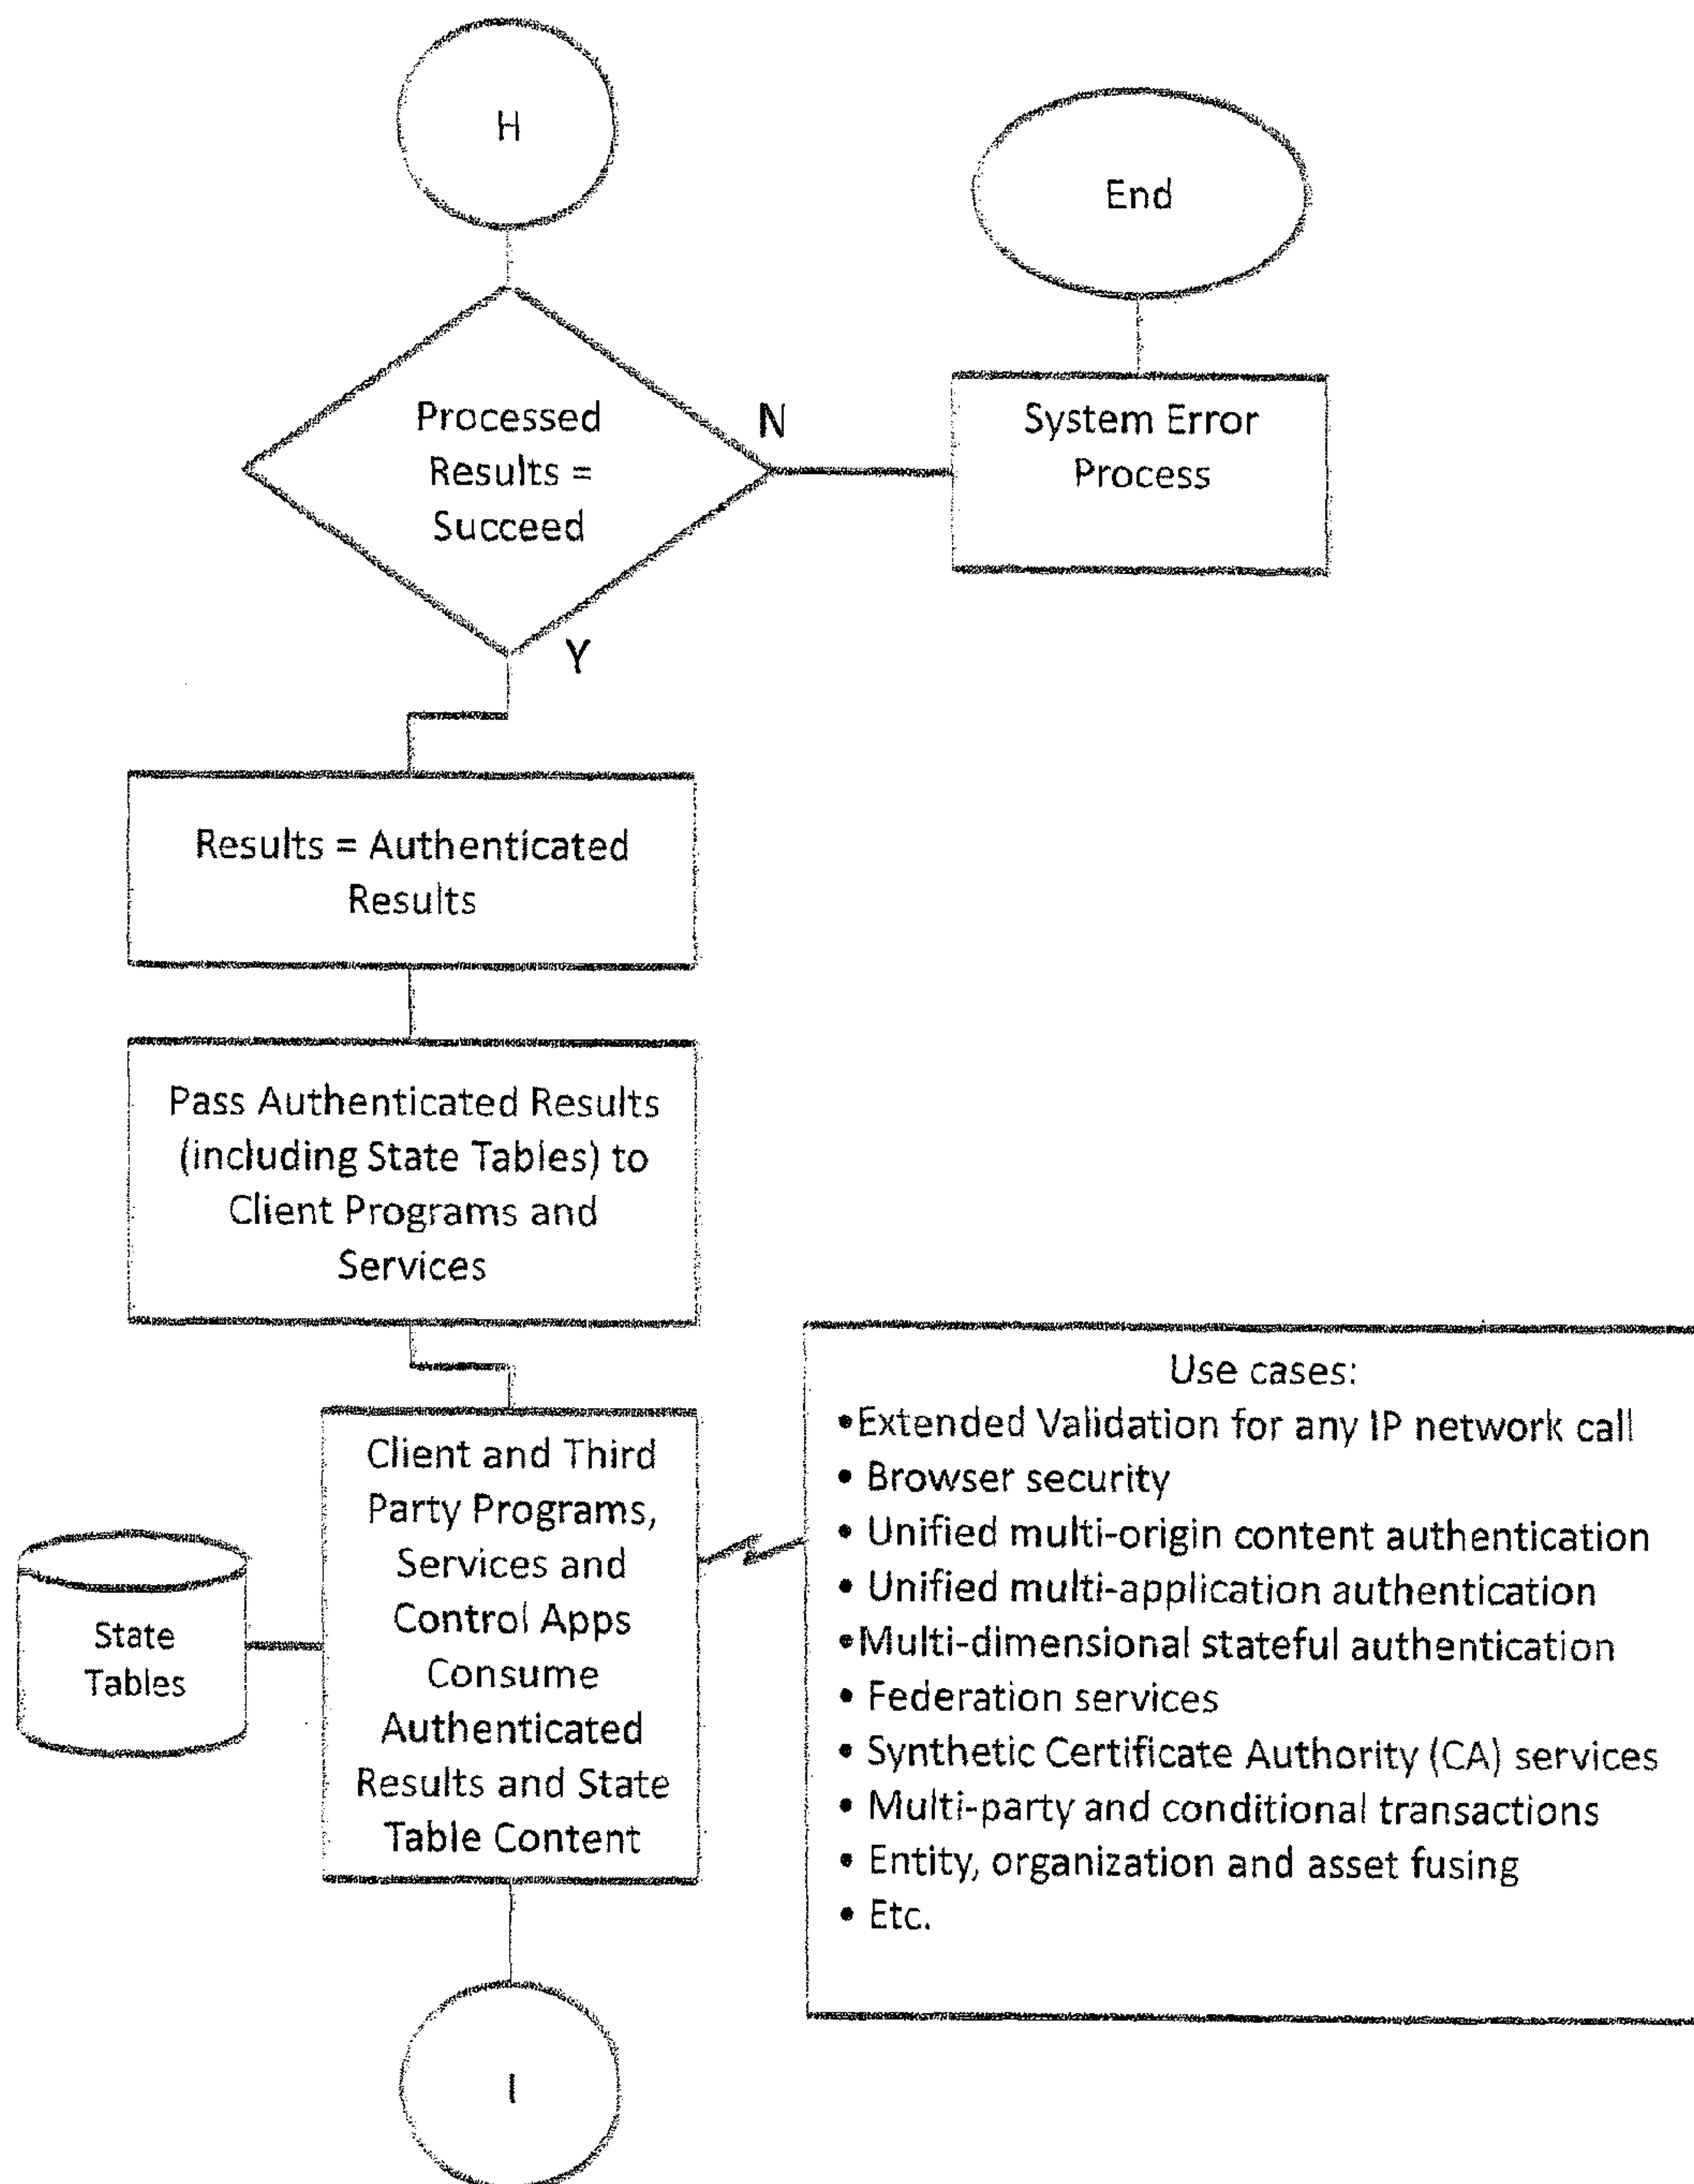 H
End
Processed
Results =
Succeed
N
System Error
Process
Y
Results = Authenticated
Results
Pass Authenticated Results
(including State Tables) to
Client Programs and
Services
Client and Third
Party Programs,
Services and
Control Apps
Consume
Authenticated
Results and State
Table Content
State
Tables
Use cases:
•Extended Validation for any IP network call
• Browser security
• Unified multi-origin content authentication
• Unified multi-application authentication
•Multi-dimensional stateful authentication
• Federation services
• Synthetic Certificate Authority (CA) services
• Multi-party and conditional transactions
• Entity, organization and asset fusing
• Etc.
I